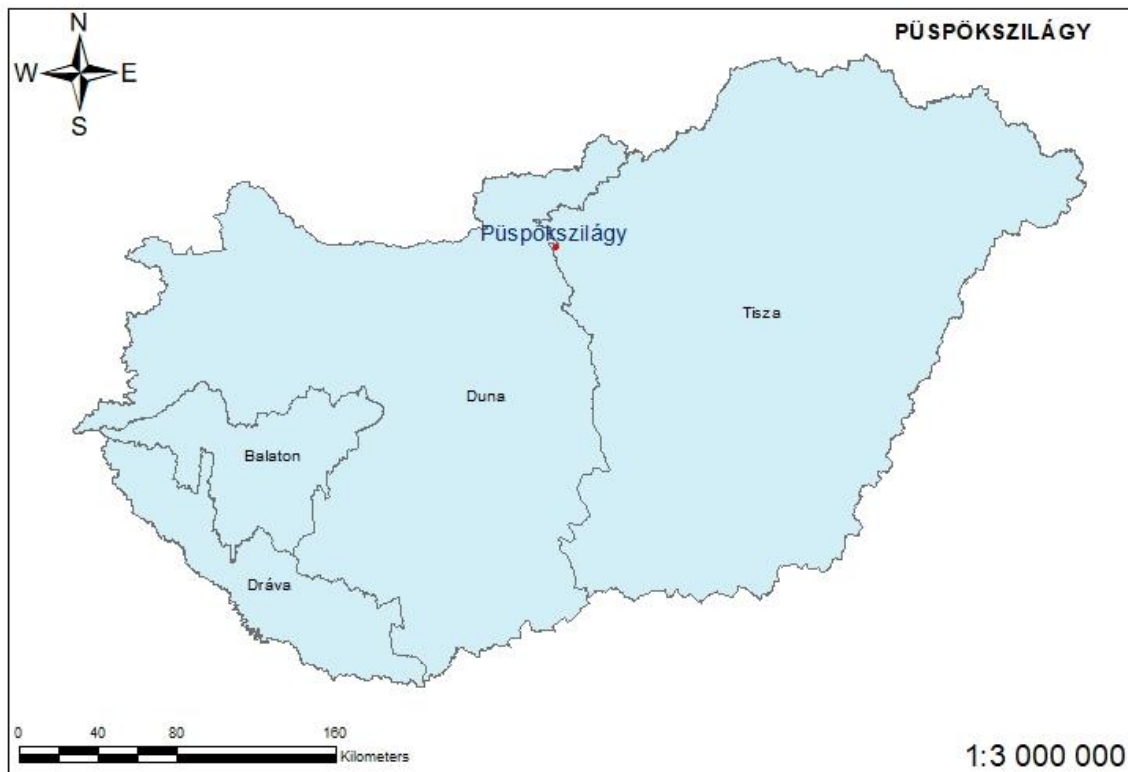 PÜSPÖKSZILÁGY
N
W E
S
Püspökszilágy
Tisza
Duna
Balaton
Dráva
0 40 80 160
Kilometers
1:3 000 000